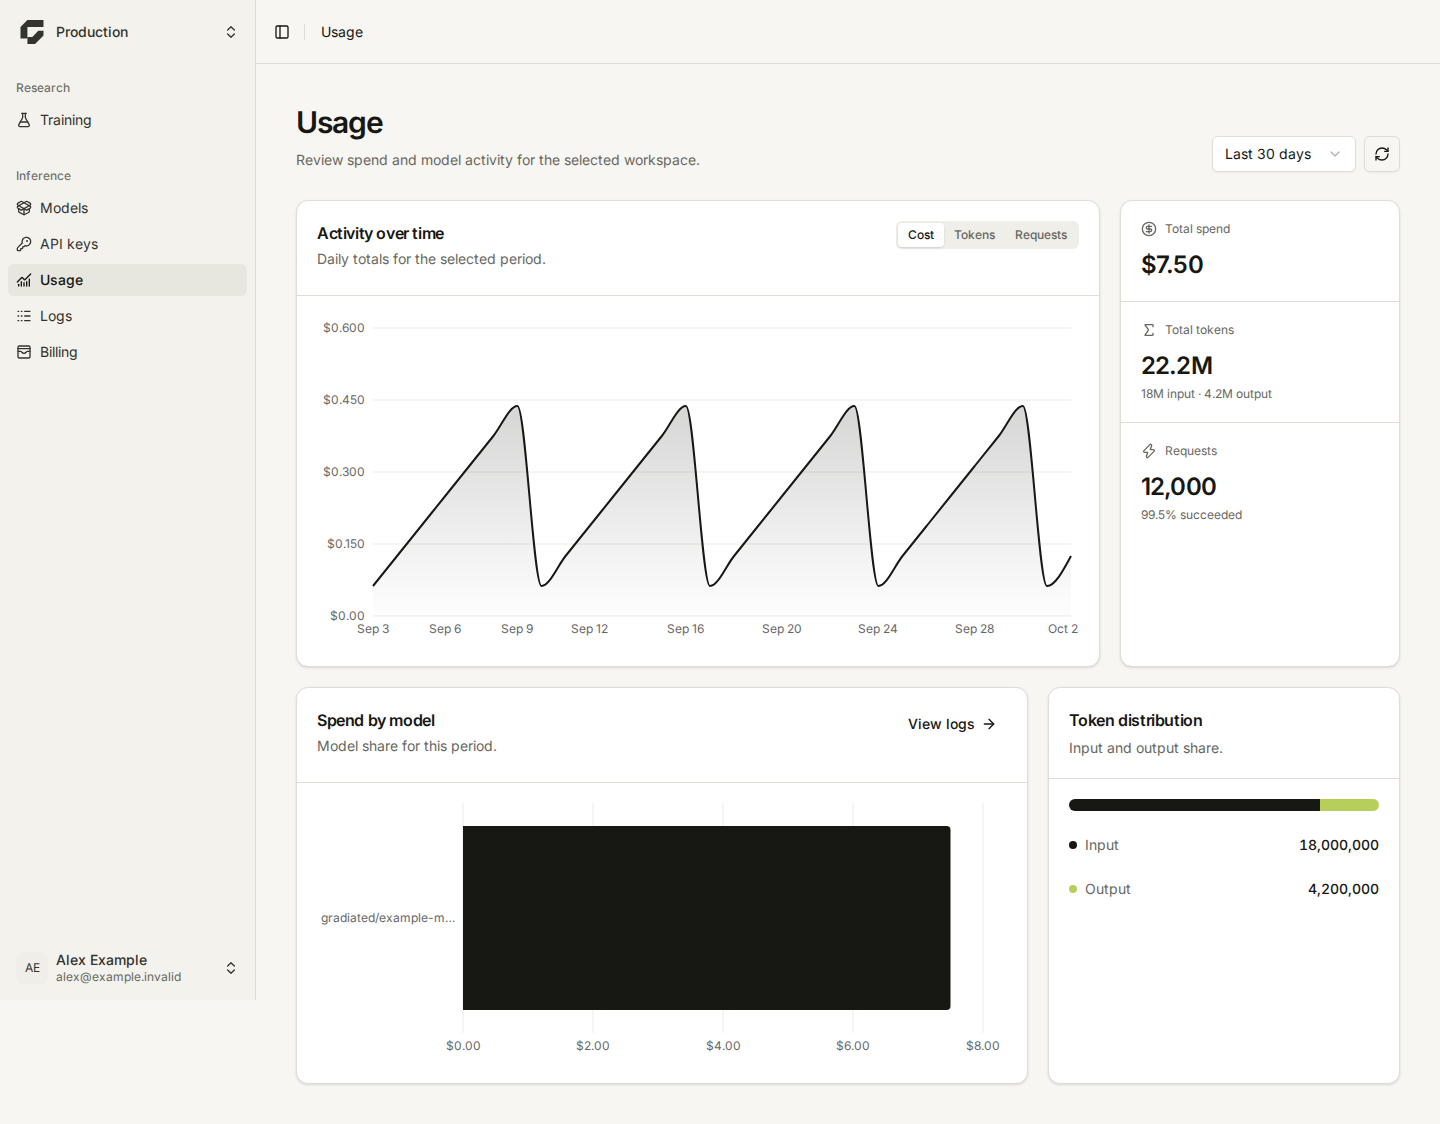 Production
Research
Training
Inference
Models
API keys
Usage
Logs
Billing
AE
Alex Example
alex@example.invalid
Usage
Usage
Review spend and model activity for the selected workspace.
Last 30 days
Activity over time
Daily totals for the selected period.
Cost
Tokens
Requests
$0.600
$0.450
$0.300
$0.150
$0.00
Sep 3
Sep 6
Sep 9
Sep 12
Sep 16
Sep 20
Sep 24
Sep 28
Oct 2
Total spend
$7.50
Total tokens
22.2M
18M input · 4.2M output
Requests
12,000
99.5% succeeded
Spend by model
Model share for this period.
View logs
gradiated/example-m...
$0.00
$2.00
$4.00
$6.00
$8.00
Token distribution
Input and output share.
Input
18,000,000
Output
4,200,000